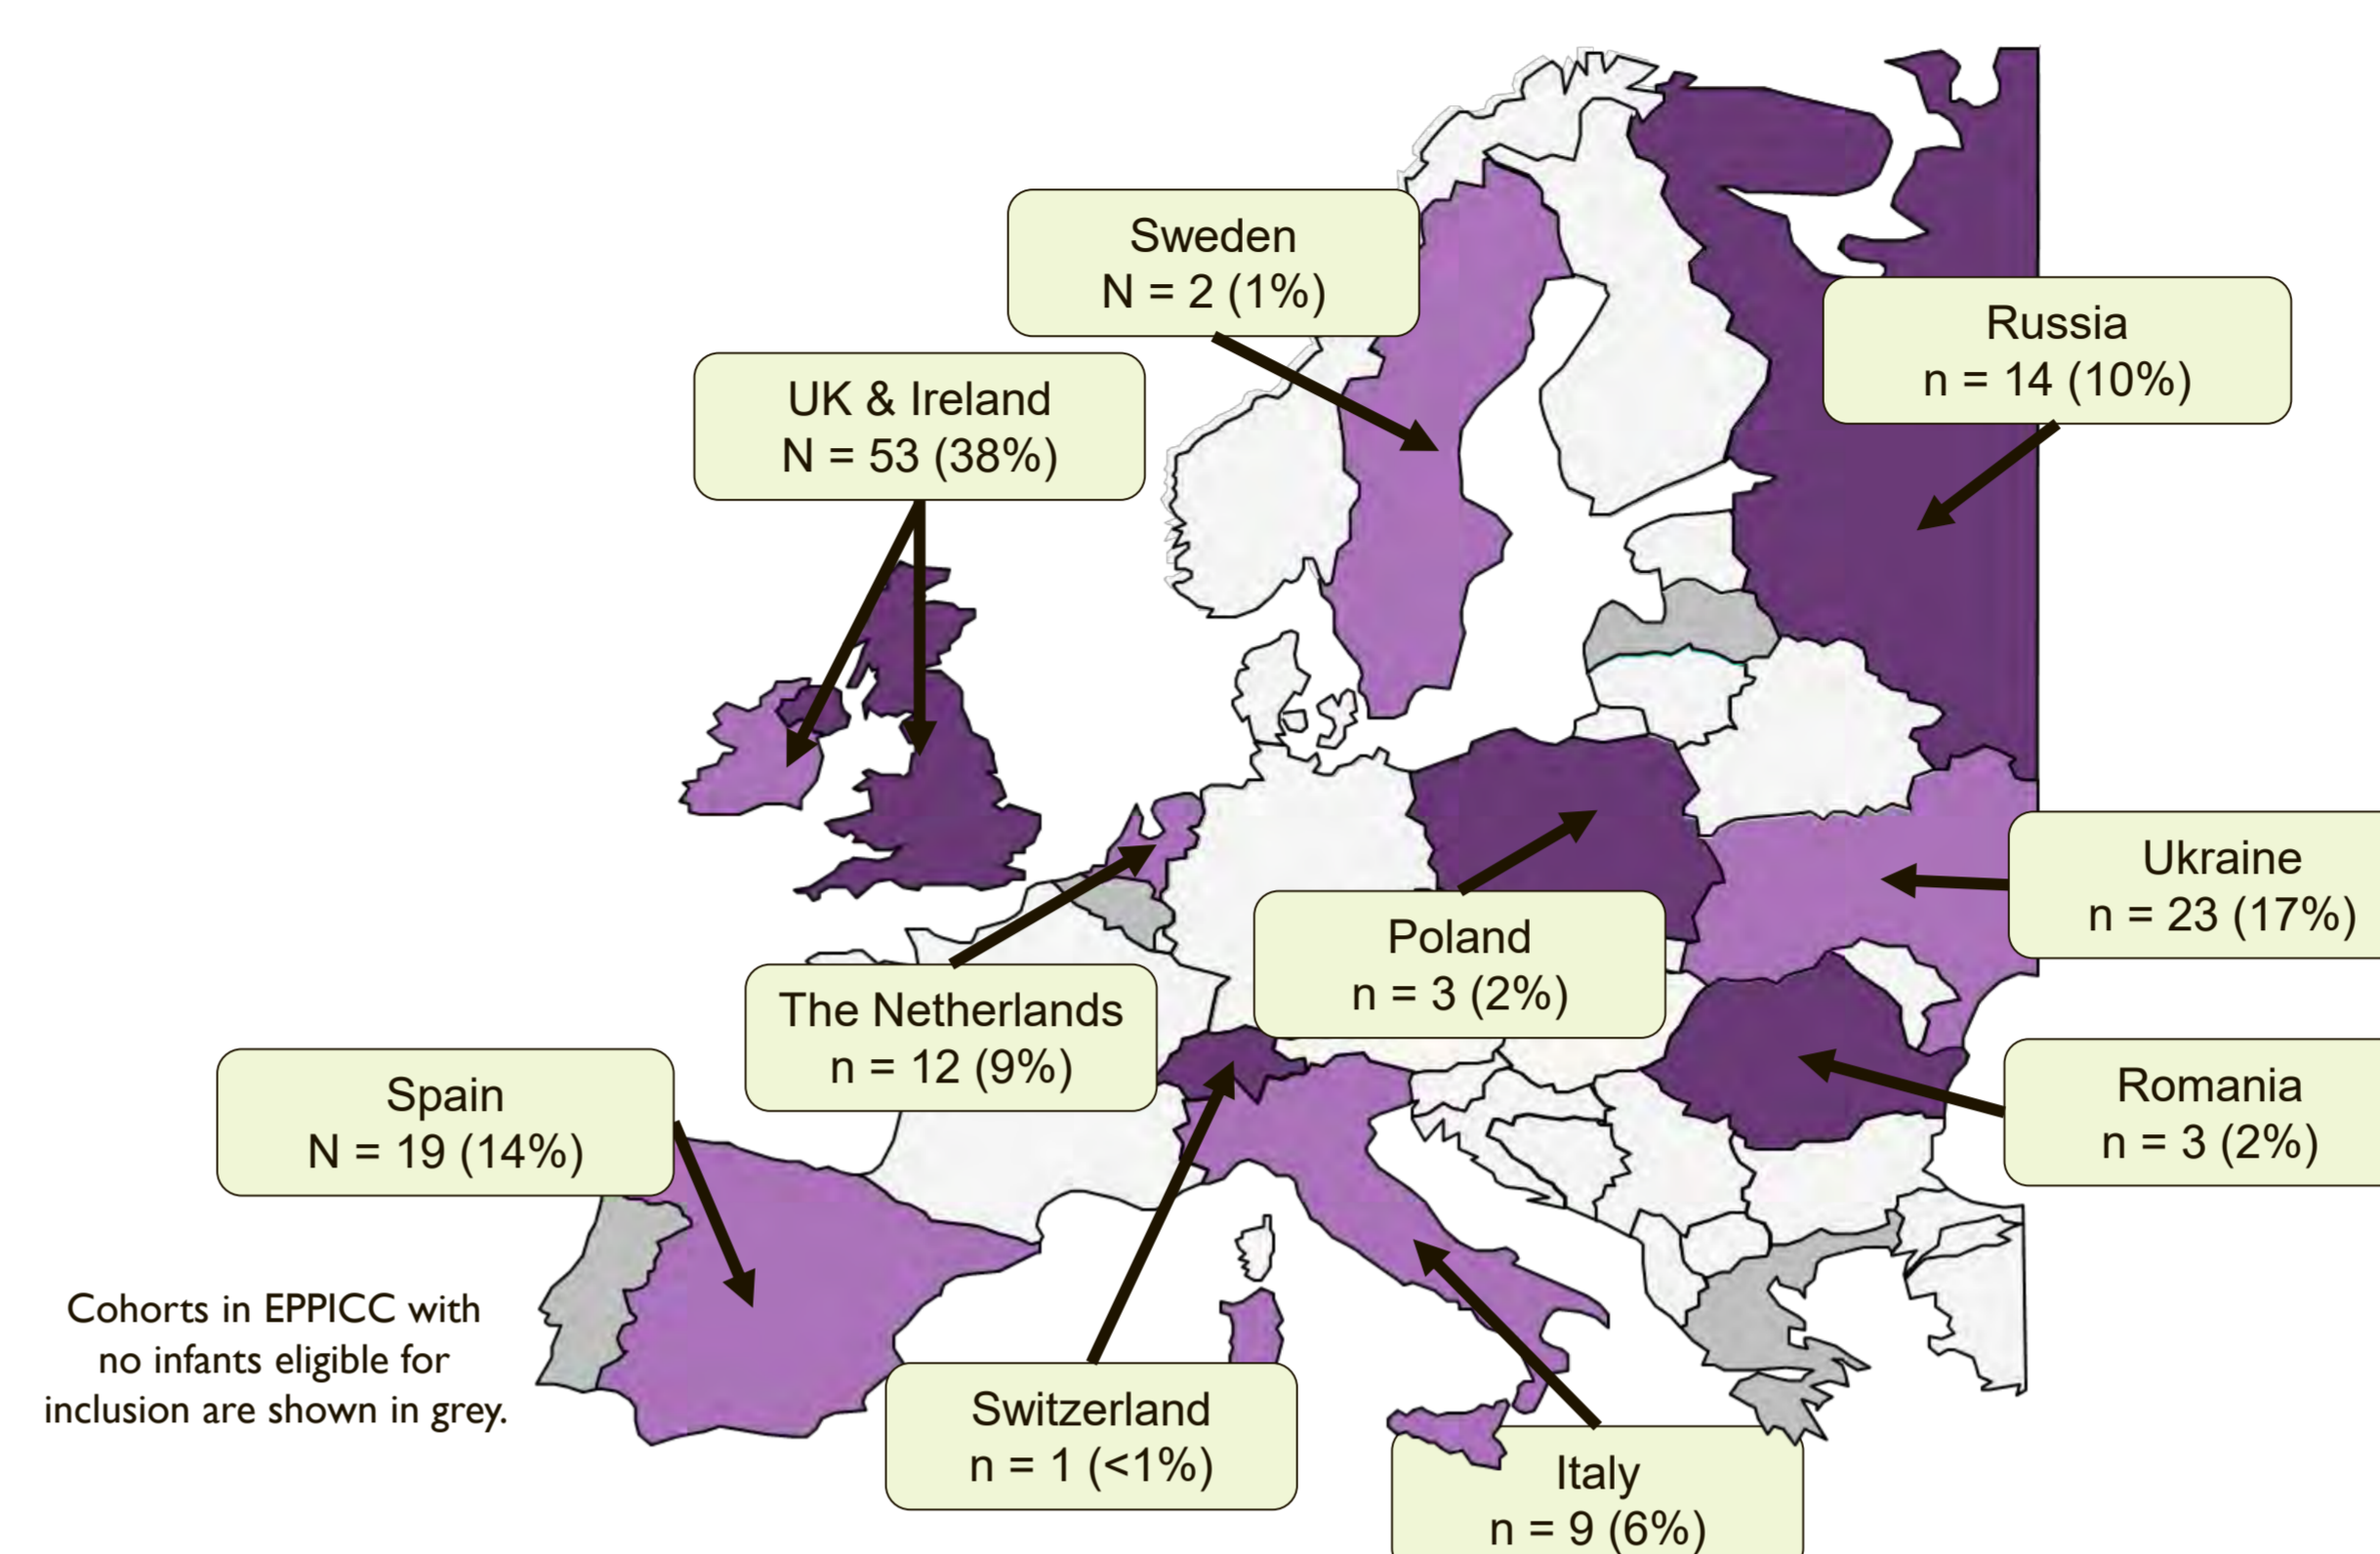 Sweden
N = 2 (1%)
Russia
n = 14 (10%)
UK & Ireland
N = 53 (38%)
Ukraine
n = 23 (17%)
Poland
n = 3 (2%)
The Netherlands
n = 12 (9%)
Romania
n = 3 (2%)
Spain
N = 19 (14%)
Cohorts in EPPICC with
no infants eligible for
inclusion are shown in grey.
Switzerland
n = 1 (<1%)
Italy
n = 9 (6%)